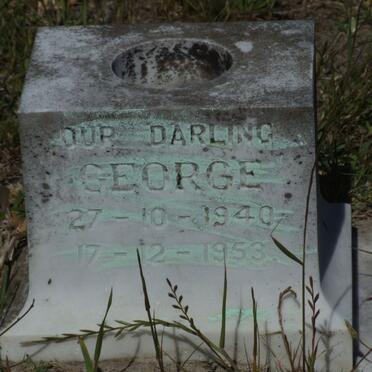 OUR DARLING
GEORGE
27-10-1940
17-12-1953